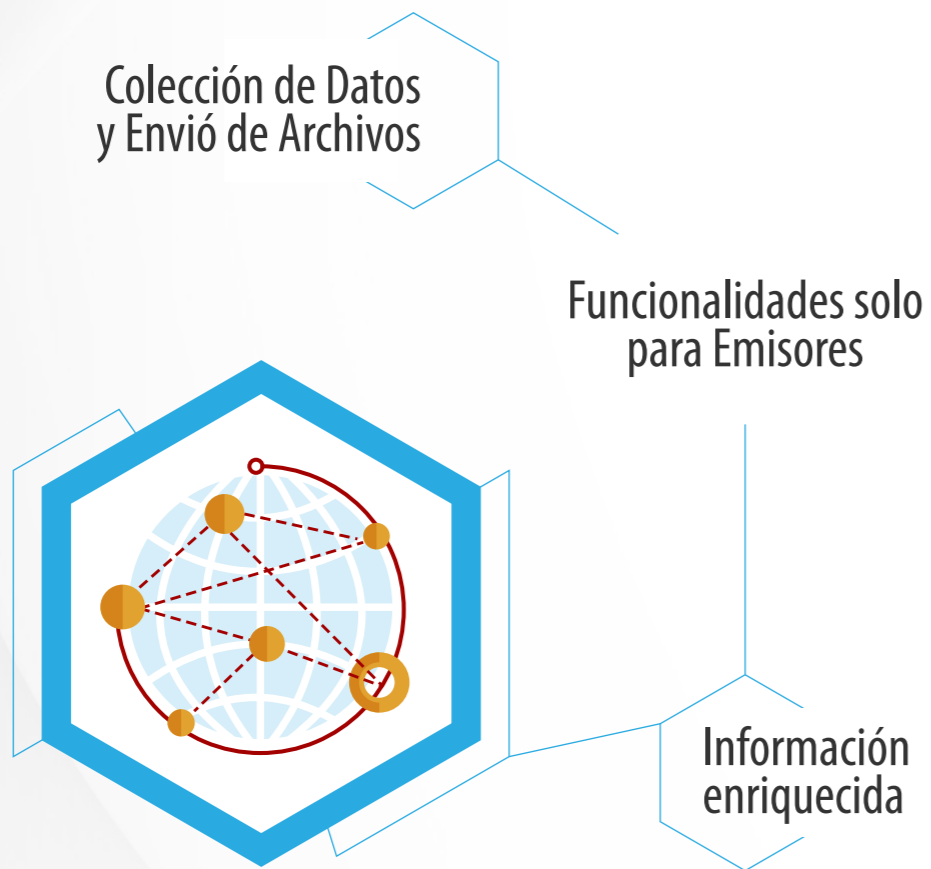 Colección de Datos
y Envió de Archivos
Funcionalidades solo
para Emisores
Información
enriquecida